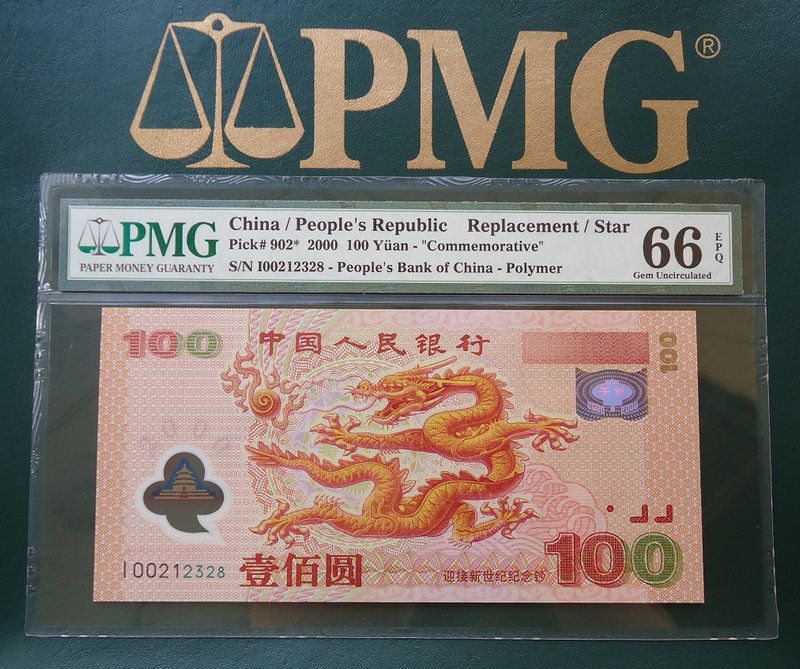 PMG®
PMG
PAPER MONEY GUARANTY
China / People's Republic Replacement / Star
Pick# 902* 2000 100 Yüan - "Commemorative"
S/N I00212328 - People's Bank of China - Polymer
66
EPQ
Gem Uncirculated
100
中国人民银行
100
千年
I00212328
壹佰圆
迎接新世纪纪念钞
100